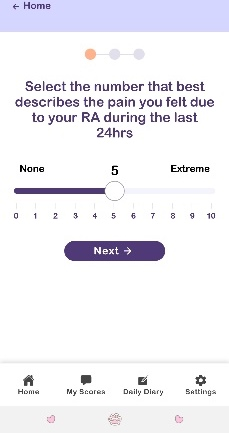 ← Home
Select the number that best
describes the pain you felt due
to your RA during the last
24hrs
None 5 Extreme
0 1 2 3 4 5 6 7 8 9 10
Next →
Home My Scores Daily Diary Settings